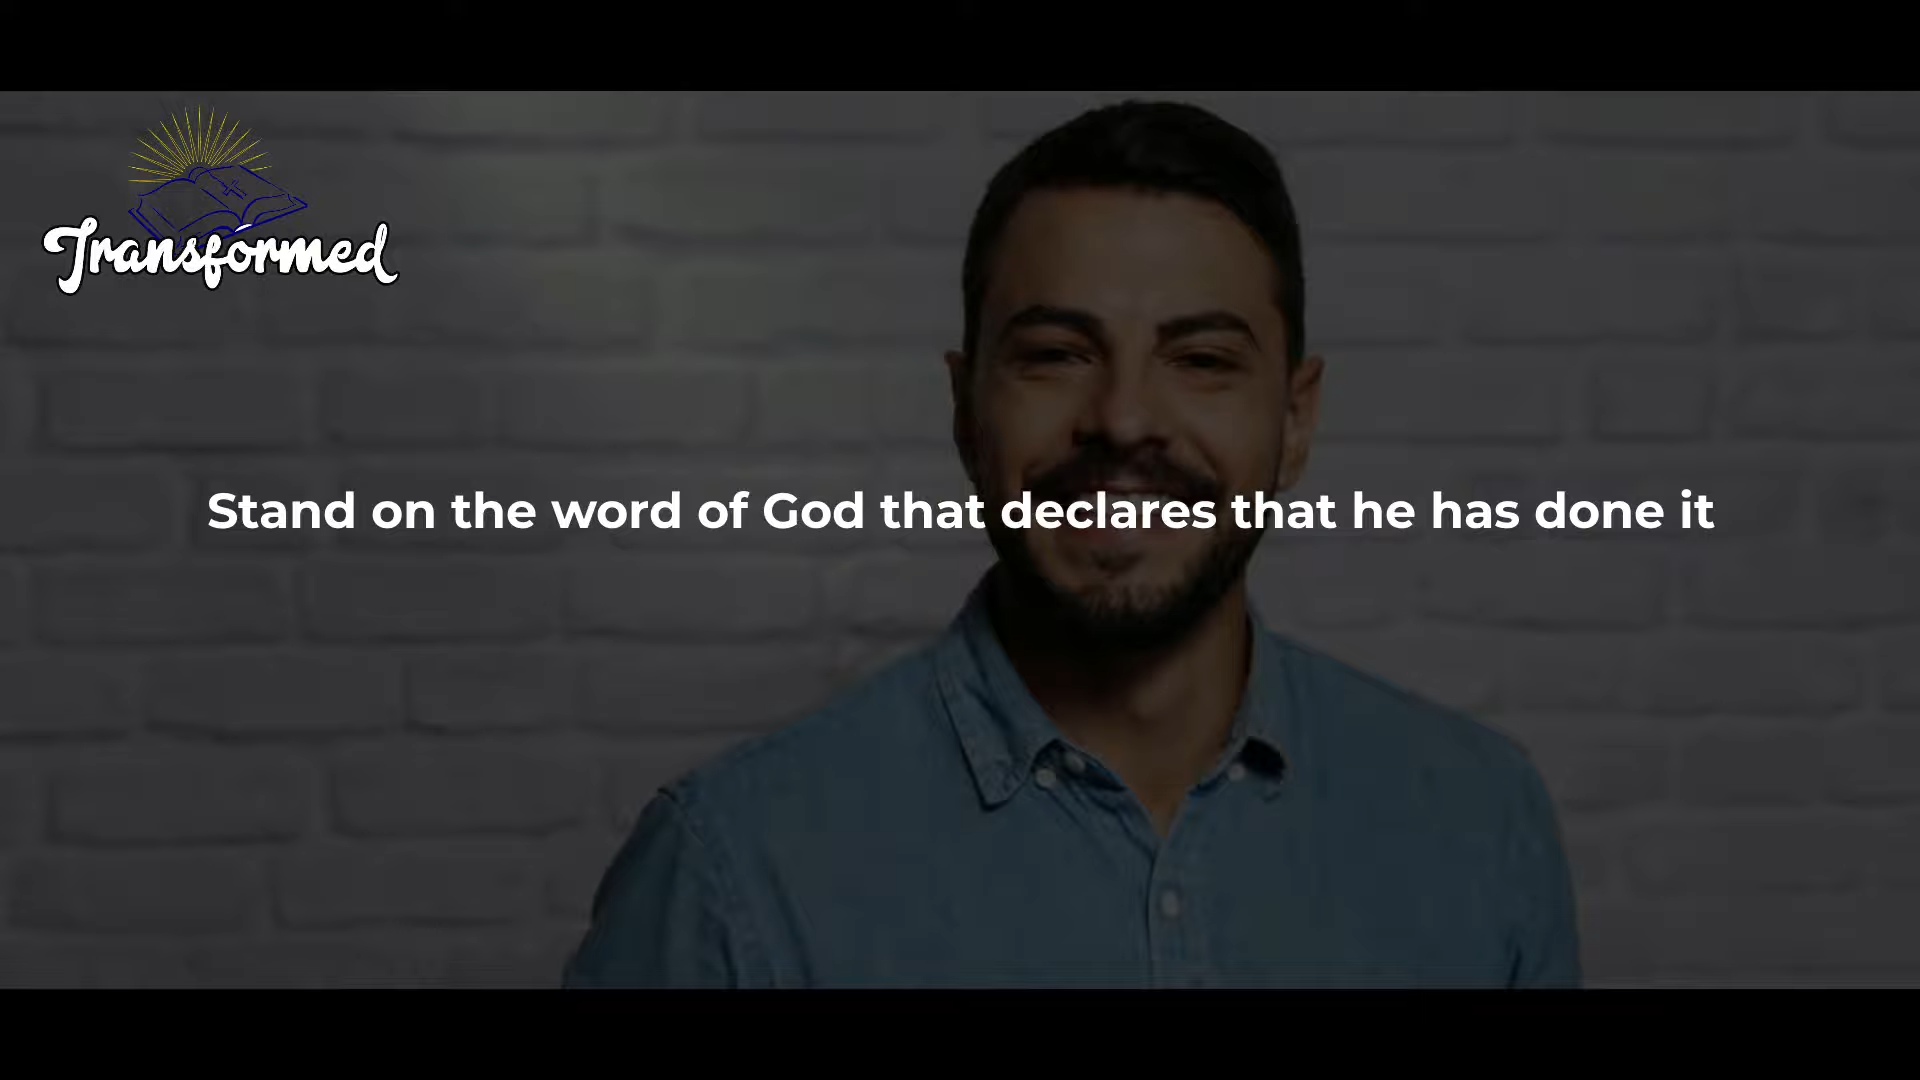 Transformed
Stand on the word of God that declares that he has done it